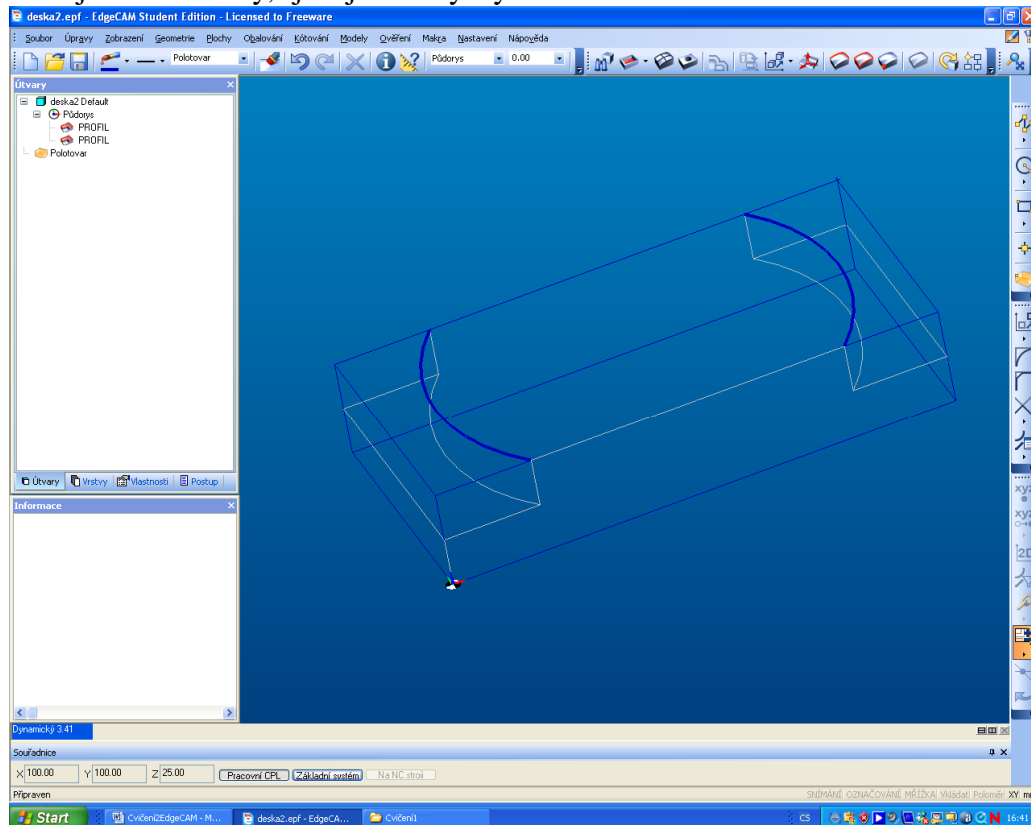 deska2.epf - EdgeCAM Student Edition - Licensed to Freeware
Soubor Úpravy Zobrazení Geometrie Plochy Obalování Kótování Modely Ověření Makra Nastavení Nápověda
Polotovar Půdorys 0.00
Útvary
deska2 Default
Půdorys
PROFIL
PROFIL
Polotovar
Útvary Vrstvy Vlastnosti Postup
Informace
Dynamický 3.41
Souřadnice
X 100.00 Y 100.00 Z 25.00 Pracovní CPL Základní systém Na NC stroji
Připraven SNÍMÁNÍ OZNAČOVÁNÍ MŘÍŽKA Vkládat Poloměr XY
Start Cvičení2EdgeCAM - M... deska2.epf - EdgeCA... Cvičení1 CS 16:41